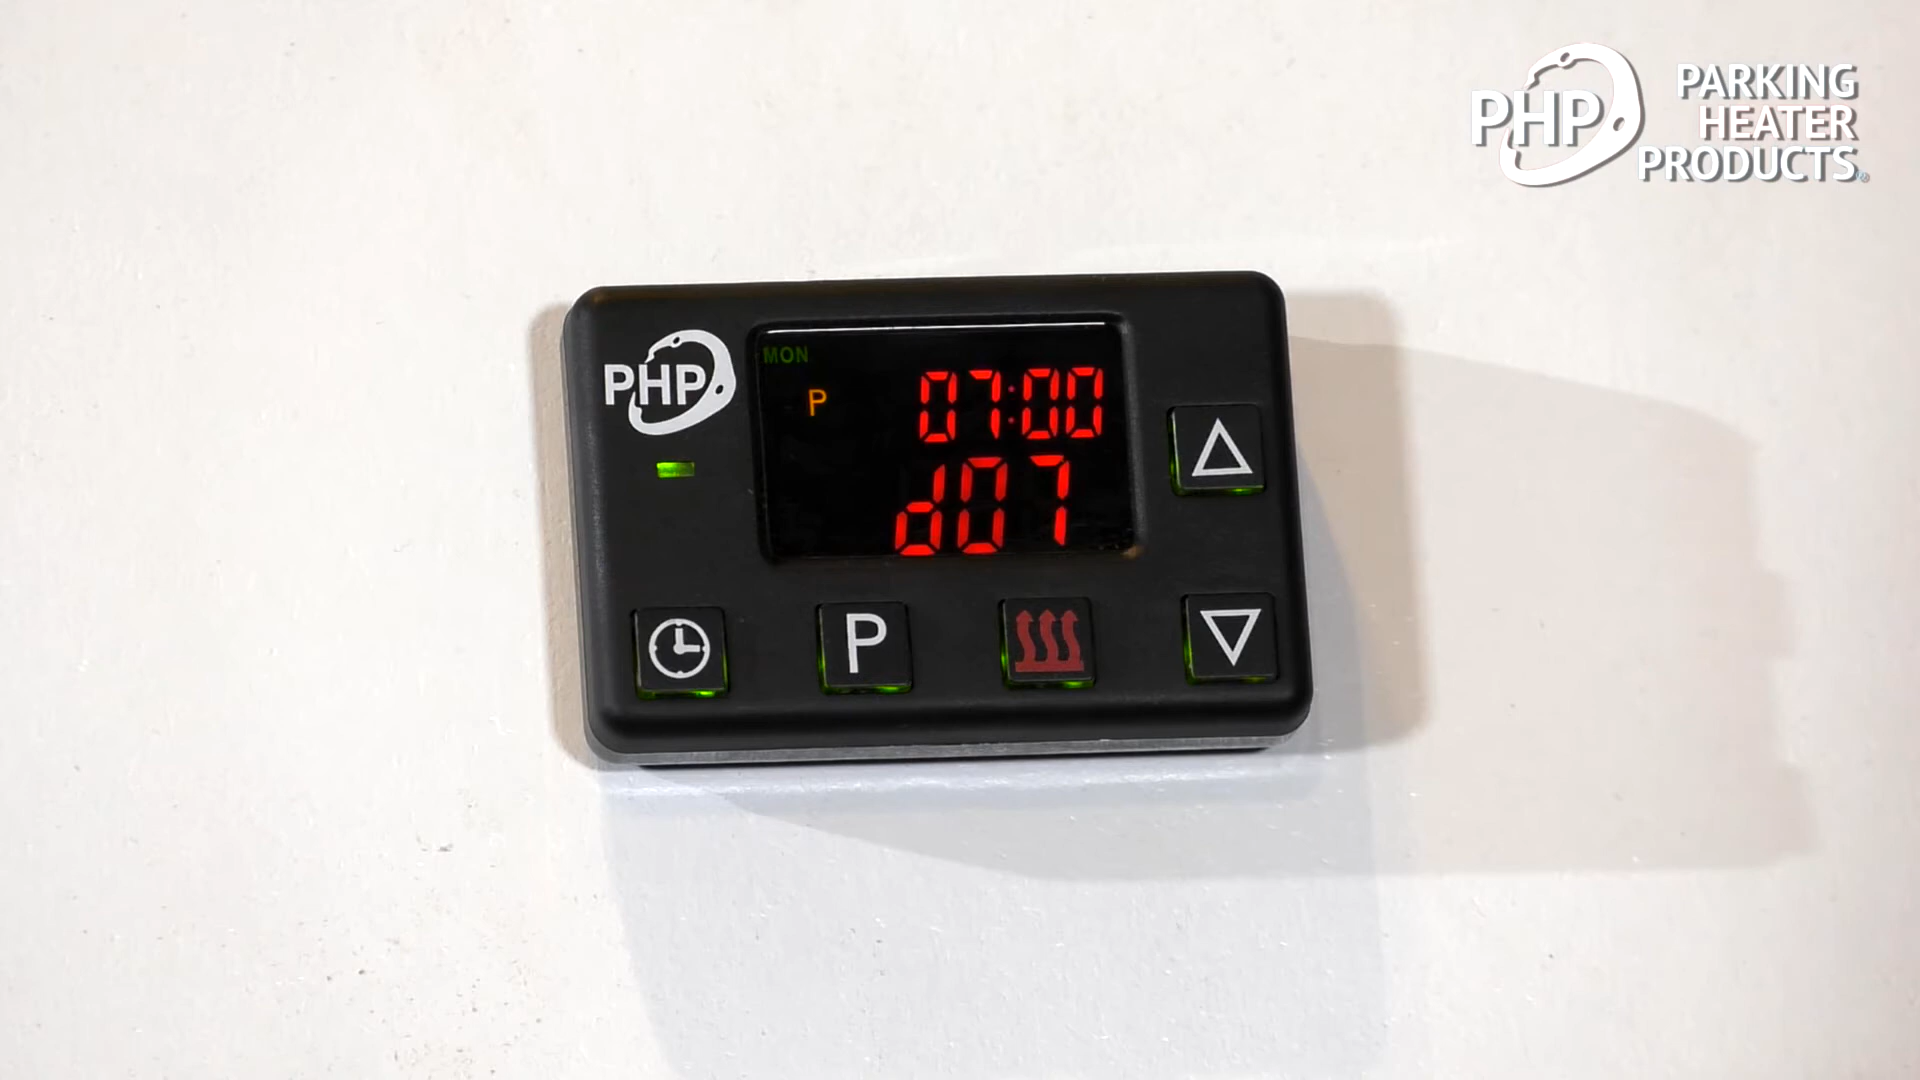 PHP PARKING
HEATER
PRODUCTS®
PHP
MON
P 07:00
d07
P